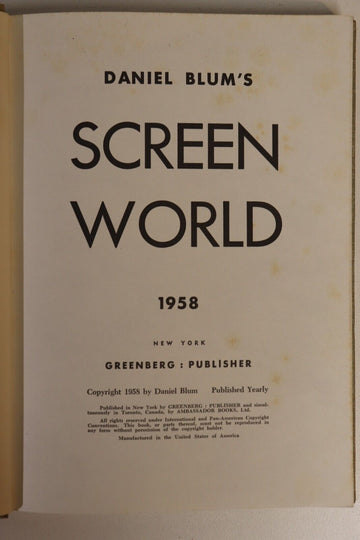 DANIEL BLUM'S
SCREEN
WORLD
1958
NEW YORK
GREENBERG : PUBLISHER
Copyright 1958 by Daniel Blum Published Yearly
Published in New York by GREENBERG : PUBLISHER and simul-
taneously in Toronto, Canada, by AMBASSADOR BOOKS, Ltd.
All rights reserved under International and Pan-American Copyright
Conventions. This book, or parts thereof, must not be reproduced in
any form without permission of the copyright holder.
Manufactured in the United States of America